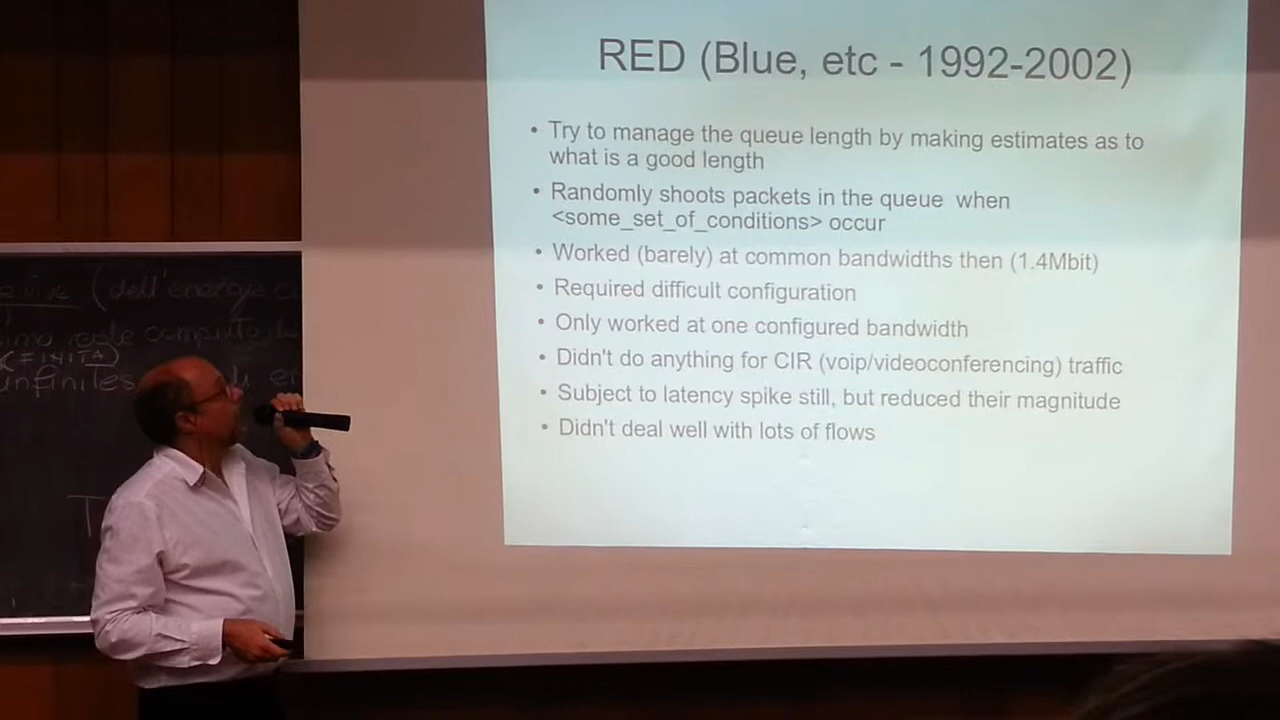 RED (Blue, etc - 1992-2002)
• Try to manage the queue length by making estimates as to
what is a good length
• Randomly shoots packets in the queue when
<some_set_of_conditions> occur
• Worked (barely) at common bandwidths then (1.4Mbit)
• Required difficult configuration
• Only worked at one configured bandwidth
• Didn't do anything for CIR (voip/videoconferencing) traffic
• Subject to latency spike still, but reduced their magnitude
• Didn't deal well with lots of flows
(dell'energia
infinites